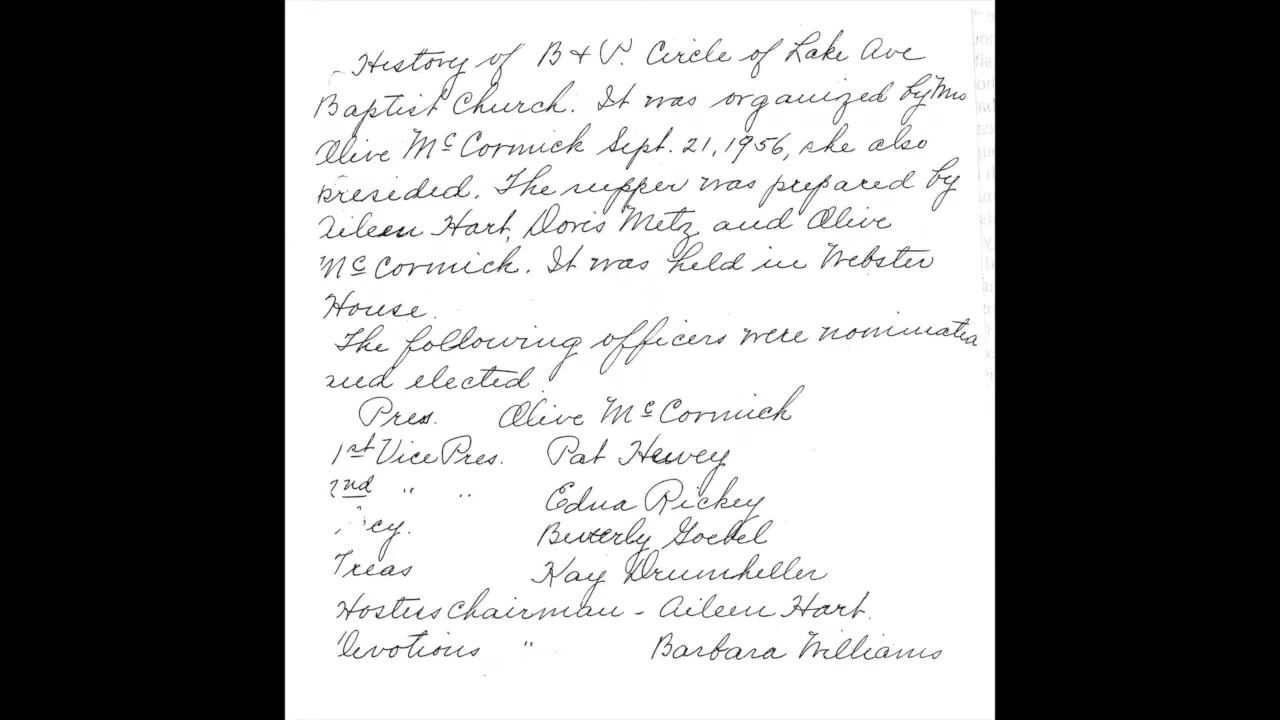 History of B & P. Circle of Lake Ave
Baptist Church. It was organized by Mrs
Olive McCormick Sept. 21, 1956, she also
presided. The supper was prepared by
Aileen Hart, Doris Metz and Olive
McCormick. It was held in Webster
House.
The following officers were nominated
and elected
Pres. Olive McCormick
1st Vice Pres. Pat Hewey
2nd " " Edna Rickey
cy. Beverly Goebel
Treas Kay Drumheller
Hostess Chairman - Aileen Hart.
Devotions " Barbara Williams